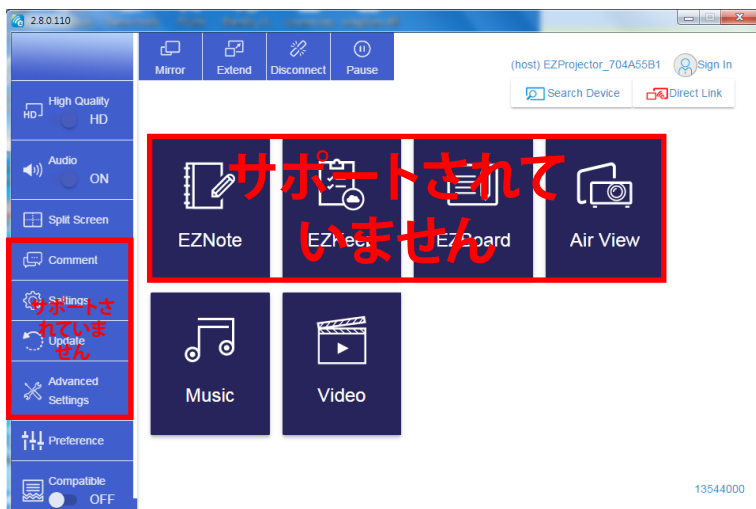 2.8.0.110
Mirror
Extend
Disconnect
Pause
(host) EZProjector_704A55B1
Sign In
Search Device
Direct Link
High Quality
HD
HD
Audio
ON
Split Screen
Comment
Settings
Update
Advanced
Settings
サポートさ
れていま
せん
Preference
Compatible
OFF
サポートされて
いません
EZNote
EZKeep
EZBoard
Air View
Music
Video
13544000